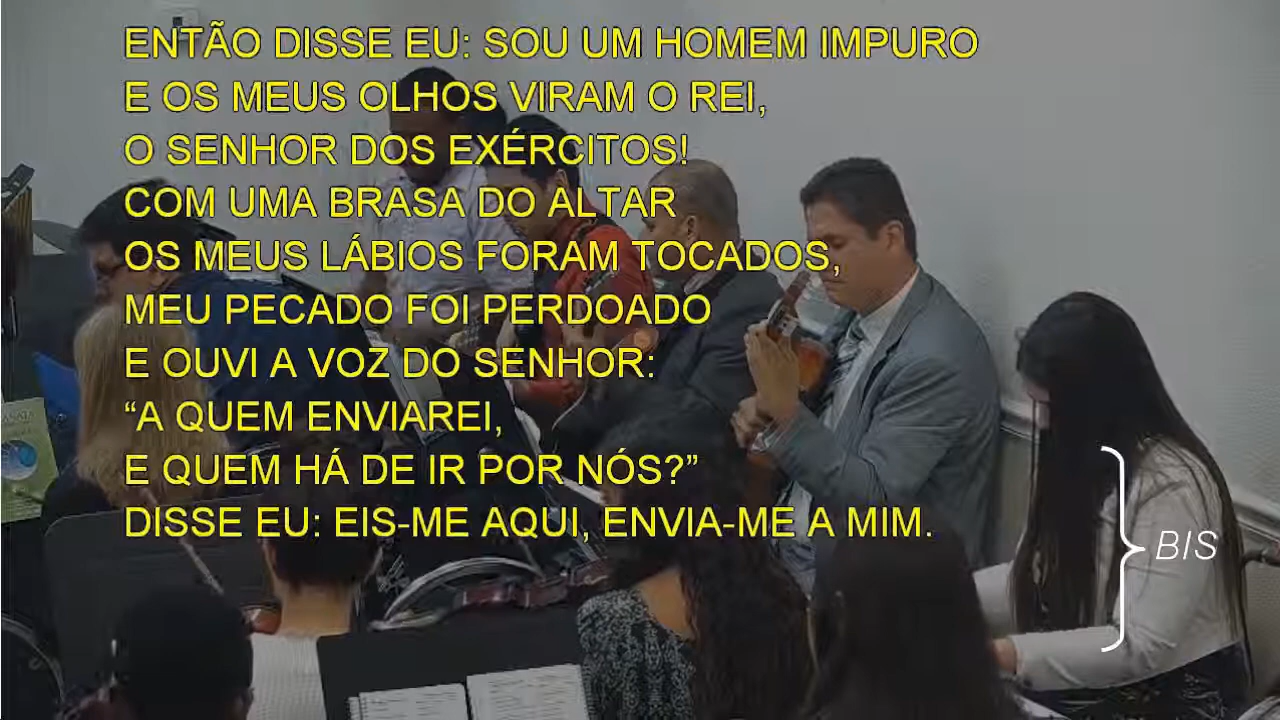 ENTÃO DISSE EU: SOU UM HOMEM IMPURO
E OS MEUS OLHOS VIRAM O REI,
O SENHOR DOS EXÉRCITOS!
COM UMA BRASA DO ALTAR
OS MEUS LÁBIOS FORAM TOCADOS,
MEU PECADO FOI PERDOADO
E OUVI A VOZ DO SENHOR:
“A QUEM ENVIAREI,
E QUEM HÁ DE IR POR NÓS?”
DISSE EU: EIS-ME AQUI, ENVIA-ME A MIM.
BIS